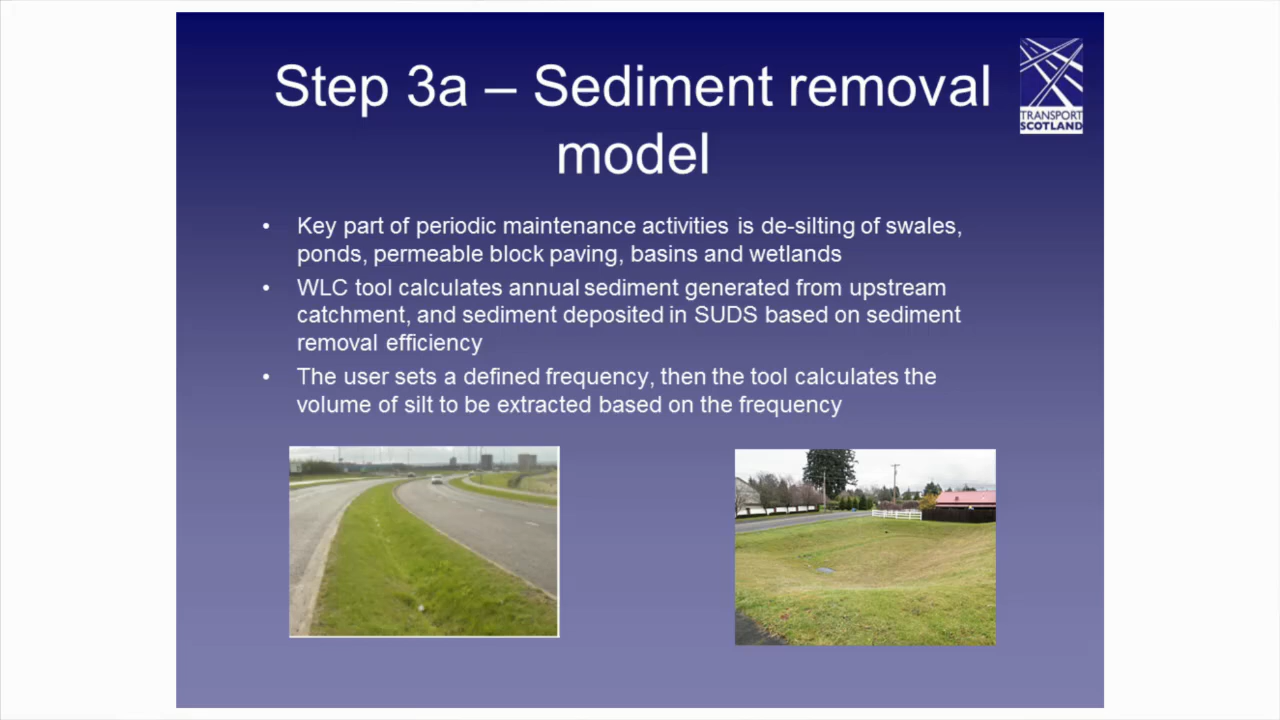 Step 3a – Sediment removal
model
TRANSPORT
SCOTLAND
• Key part of periodic maintenance activities is de-silting of swales,
ponds, permeable block paving, basins and wetlands
• WLC tool calculates annual sediment generated from upstream
catchment, and sediment deposited in SUDS based on sediment
removal efficiency
• The user sets a defined frequency, then the tool calculates the
volume of silt to be extracted based on the frequency